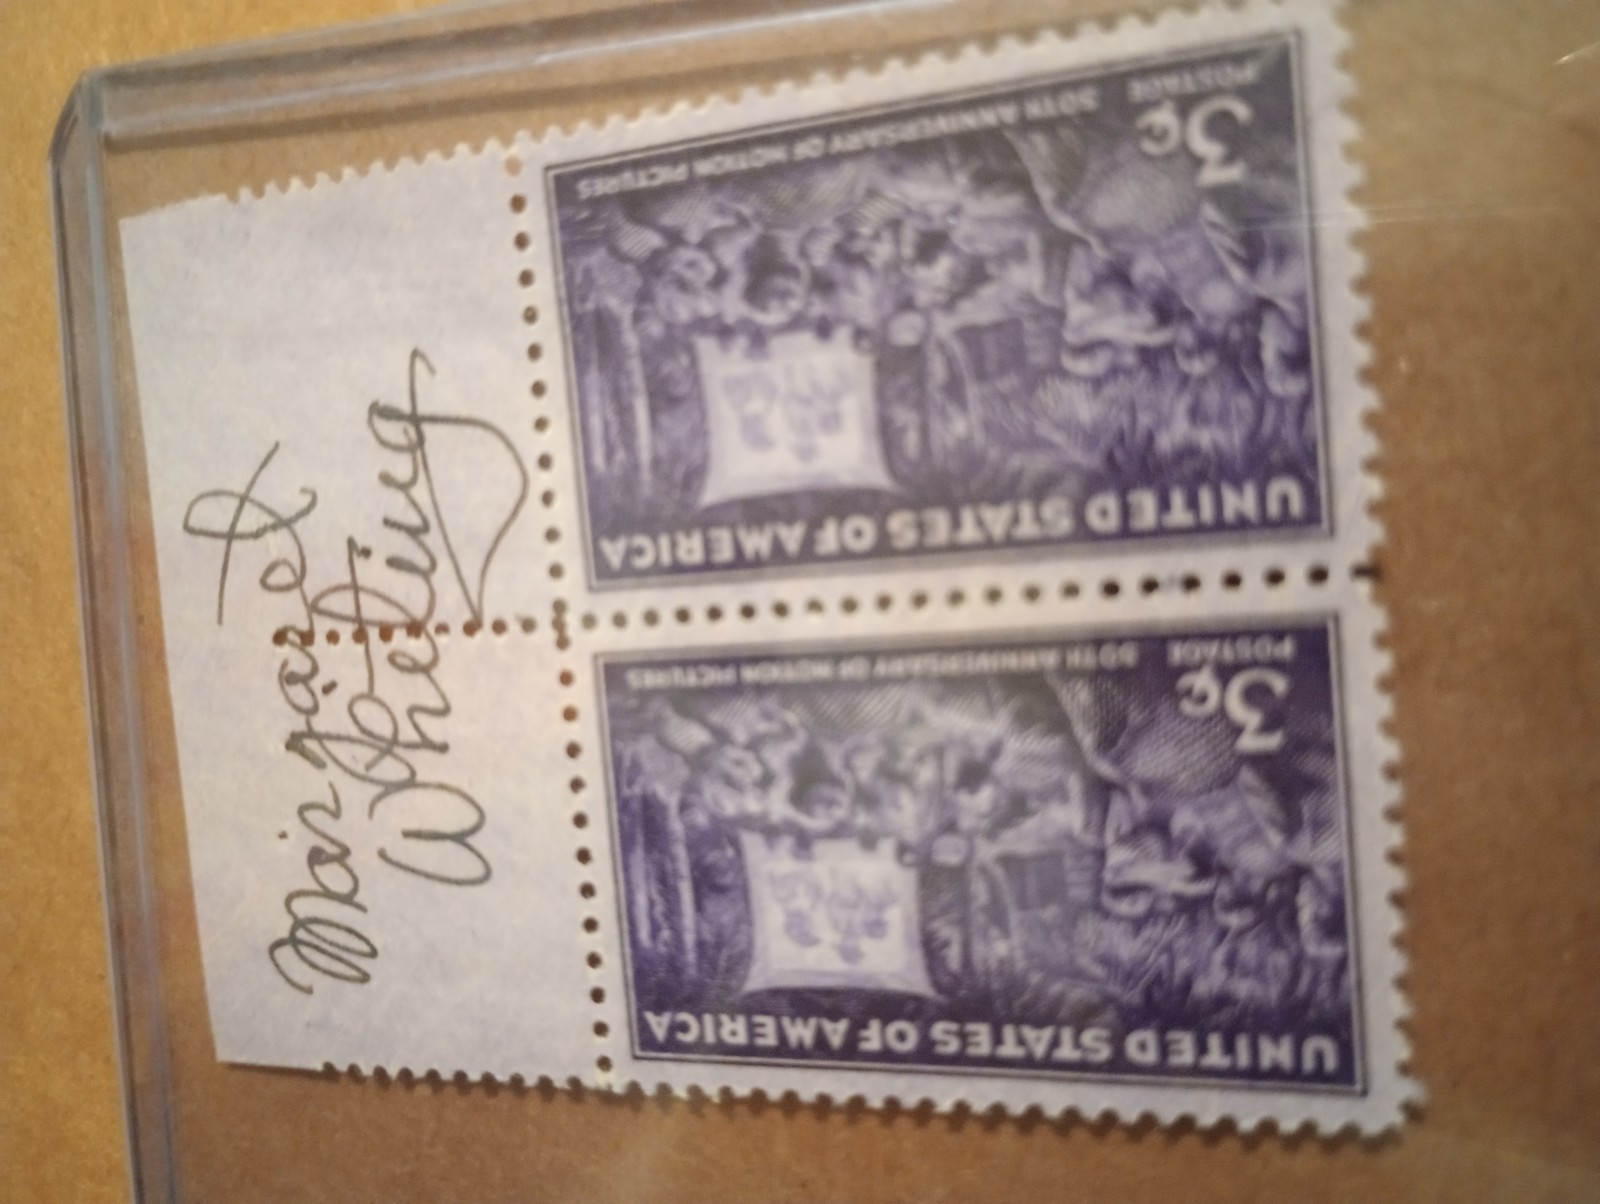 Margaret
Whiting
UNITED STATES OF AMERICA
3¢
POSTAGE
50TH ANNIVERSARY OF MOTION PICTURES
UNITED STATES OF AMERICA
3¢
POSTAGE
50TH ANNIVERSARY OF MOTION PICTURES